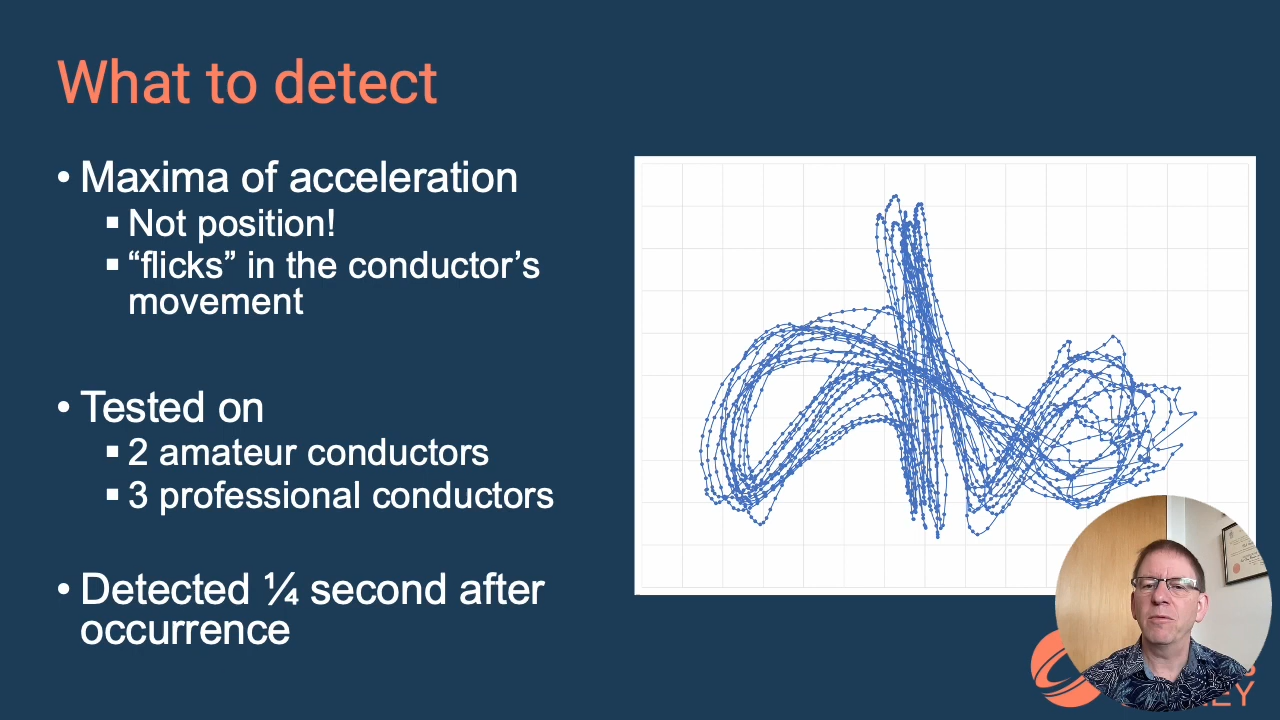 What to detect
• Maxima of acceleration
▪ Not position!
▪ “flicks” in the conductor’s
movement
• Tested on
▪ 2 amateur conductors
▪ 3 professional conductors
• Detected ¼ second after
occurrence